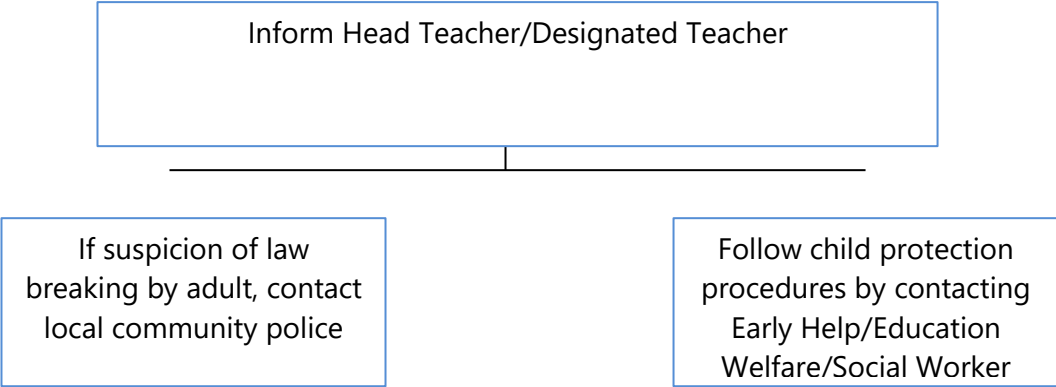 Inform Head Teacher/Designated Teacher
If suspicion of law
breaking by adult, contact
local community police
Follow child protection
procedures by contacting
Early Help/Education
Welfare/Social Worker